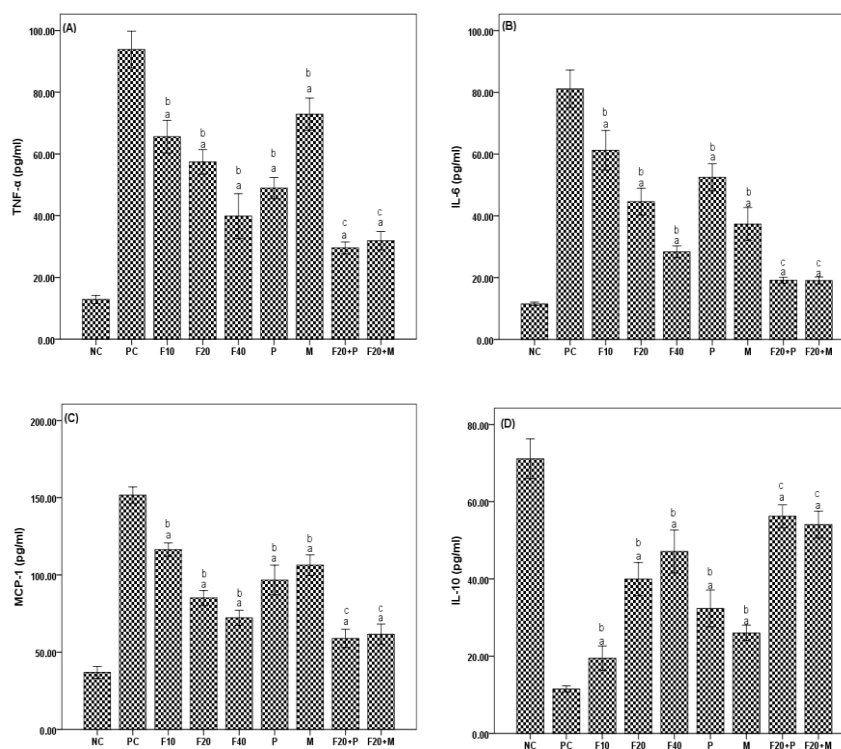 (A)
TNF-α (pg/ml)
100.00
80.00
60.00
40.00
20.00
0.00
b b b b b c c
a a a a a a a
NC PC F10 F20 F40 P M F20+P F20+M
(B)
IL-6 (pg/ml)
100.00
80.00
60.00
40.00
20.00
0.00
b b b b b c c
a a a a a a a
NC PC F10 F20 F40 P M F20+P F20+M
(C)
MCP-1 (pg/ml)
200.00
150.00
100.00
50.00
0.00
b b b b b c c
a a a a a a a
NC PC F10 F20 F40 P M F20+P F20+M
(D)
IL-10 (pg/ml)
80.00
60.00
40.00
20.00
0.00
b b b b b c c
a a a a a a a
NC PC F10 F20 F40 P M F20+P F20+M